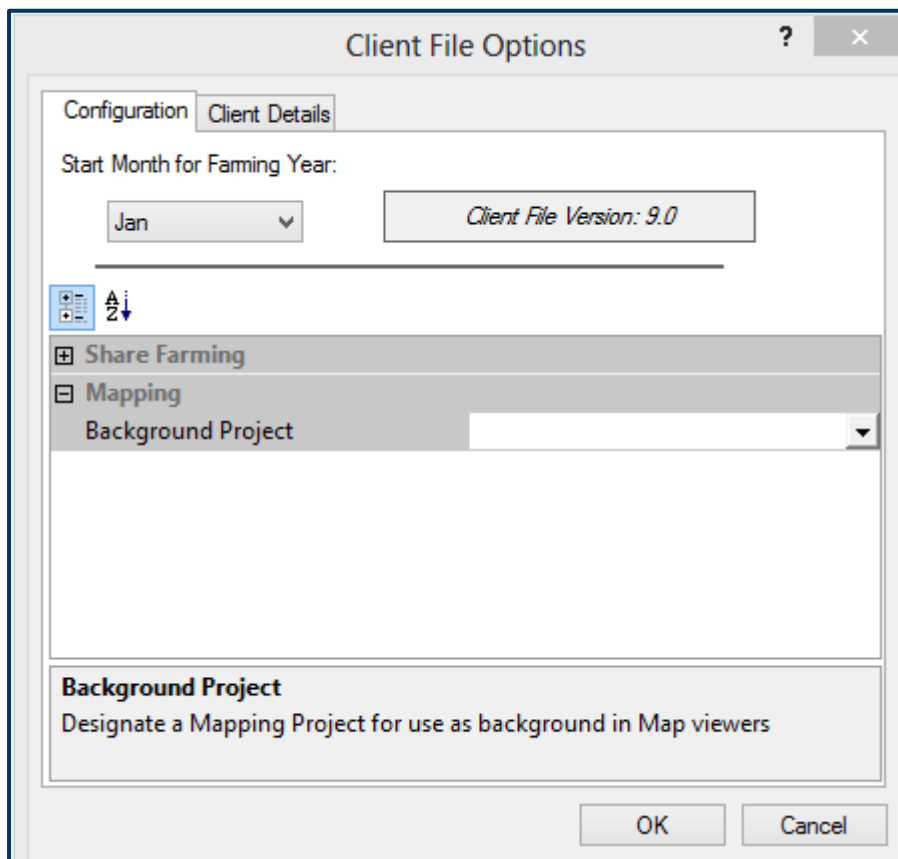 Client File Options
?
Configuration
Client Details
Start Month for Farming Year:
Jan
Client File Version: 9.0
A
Z
Share Farming
Mapping
Background Project
Background Project
Designate a Mapping Project for use as background in Map viewers
OK
Cancel